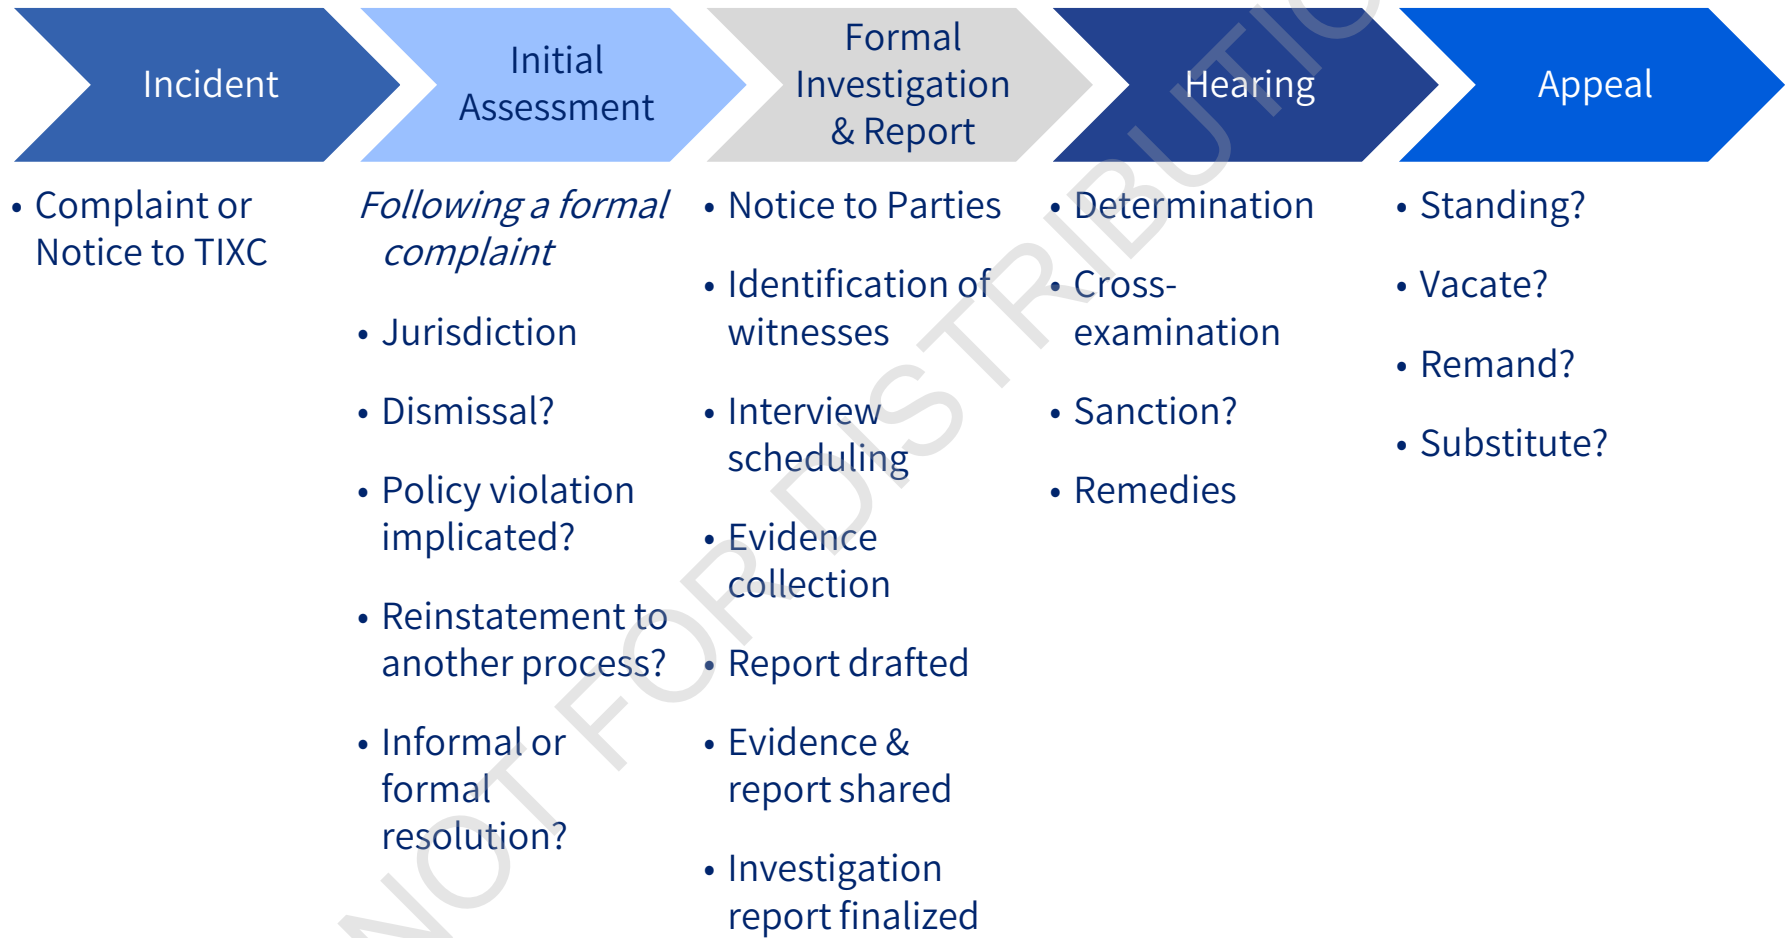 Incident
Initial
Assessment
Formal
Investigation
& Report
Hearing
Appeal
• Complaint or
Notice to TIXC
Following a formal
complaint
• Jurisdiction
• Dismissal?
• Policy violation
implicated?
• Reinstatement to
another process?
• Informal or
formal
resolution?
• Notice to Parties
• Identification of
witnesses
• Interview
scheduling
• Evidence
collection
• Report drafted
• Evidence &
report shared
• Investigation
report finalized
• Determination
• Cross-
examination
• Sanction?
• Remedies
• Standing?
• Vacate?
• Remand?
• Substitute?
NOT FOR DISTRIBUTIO